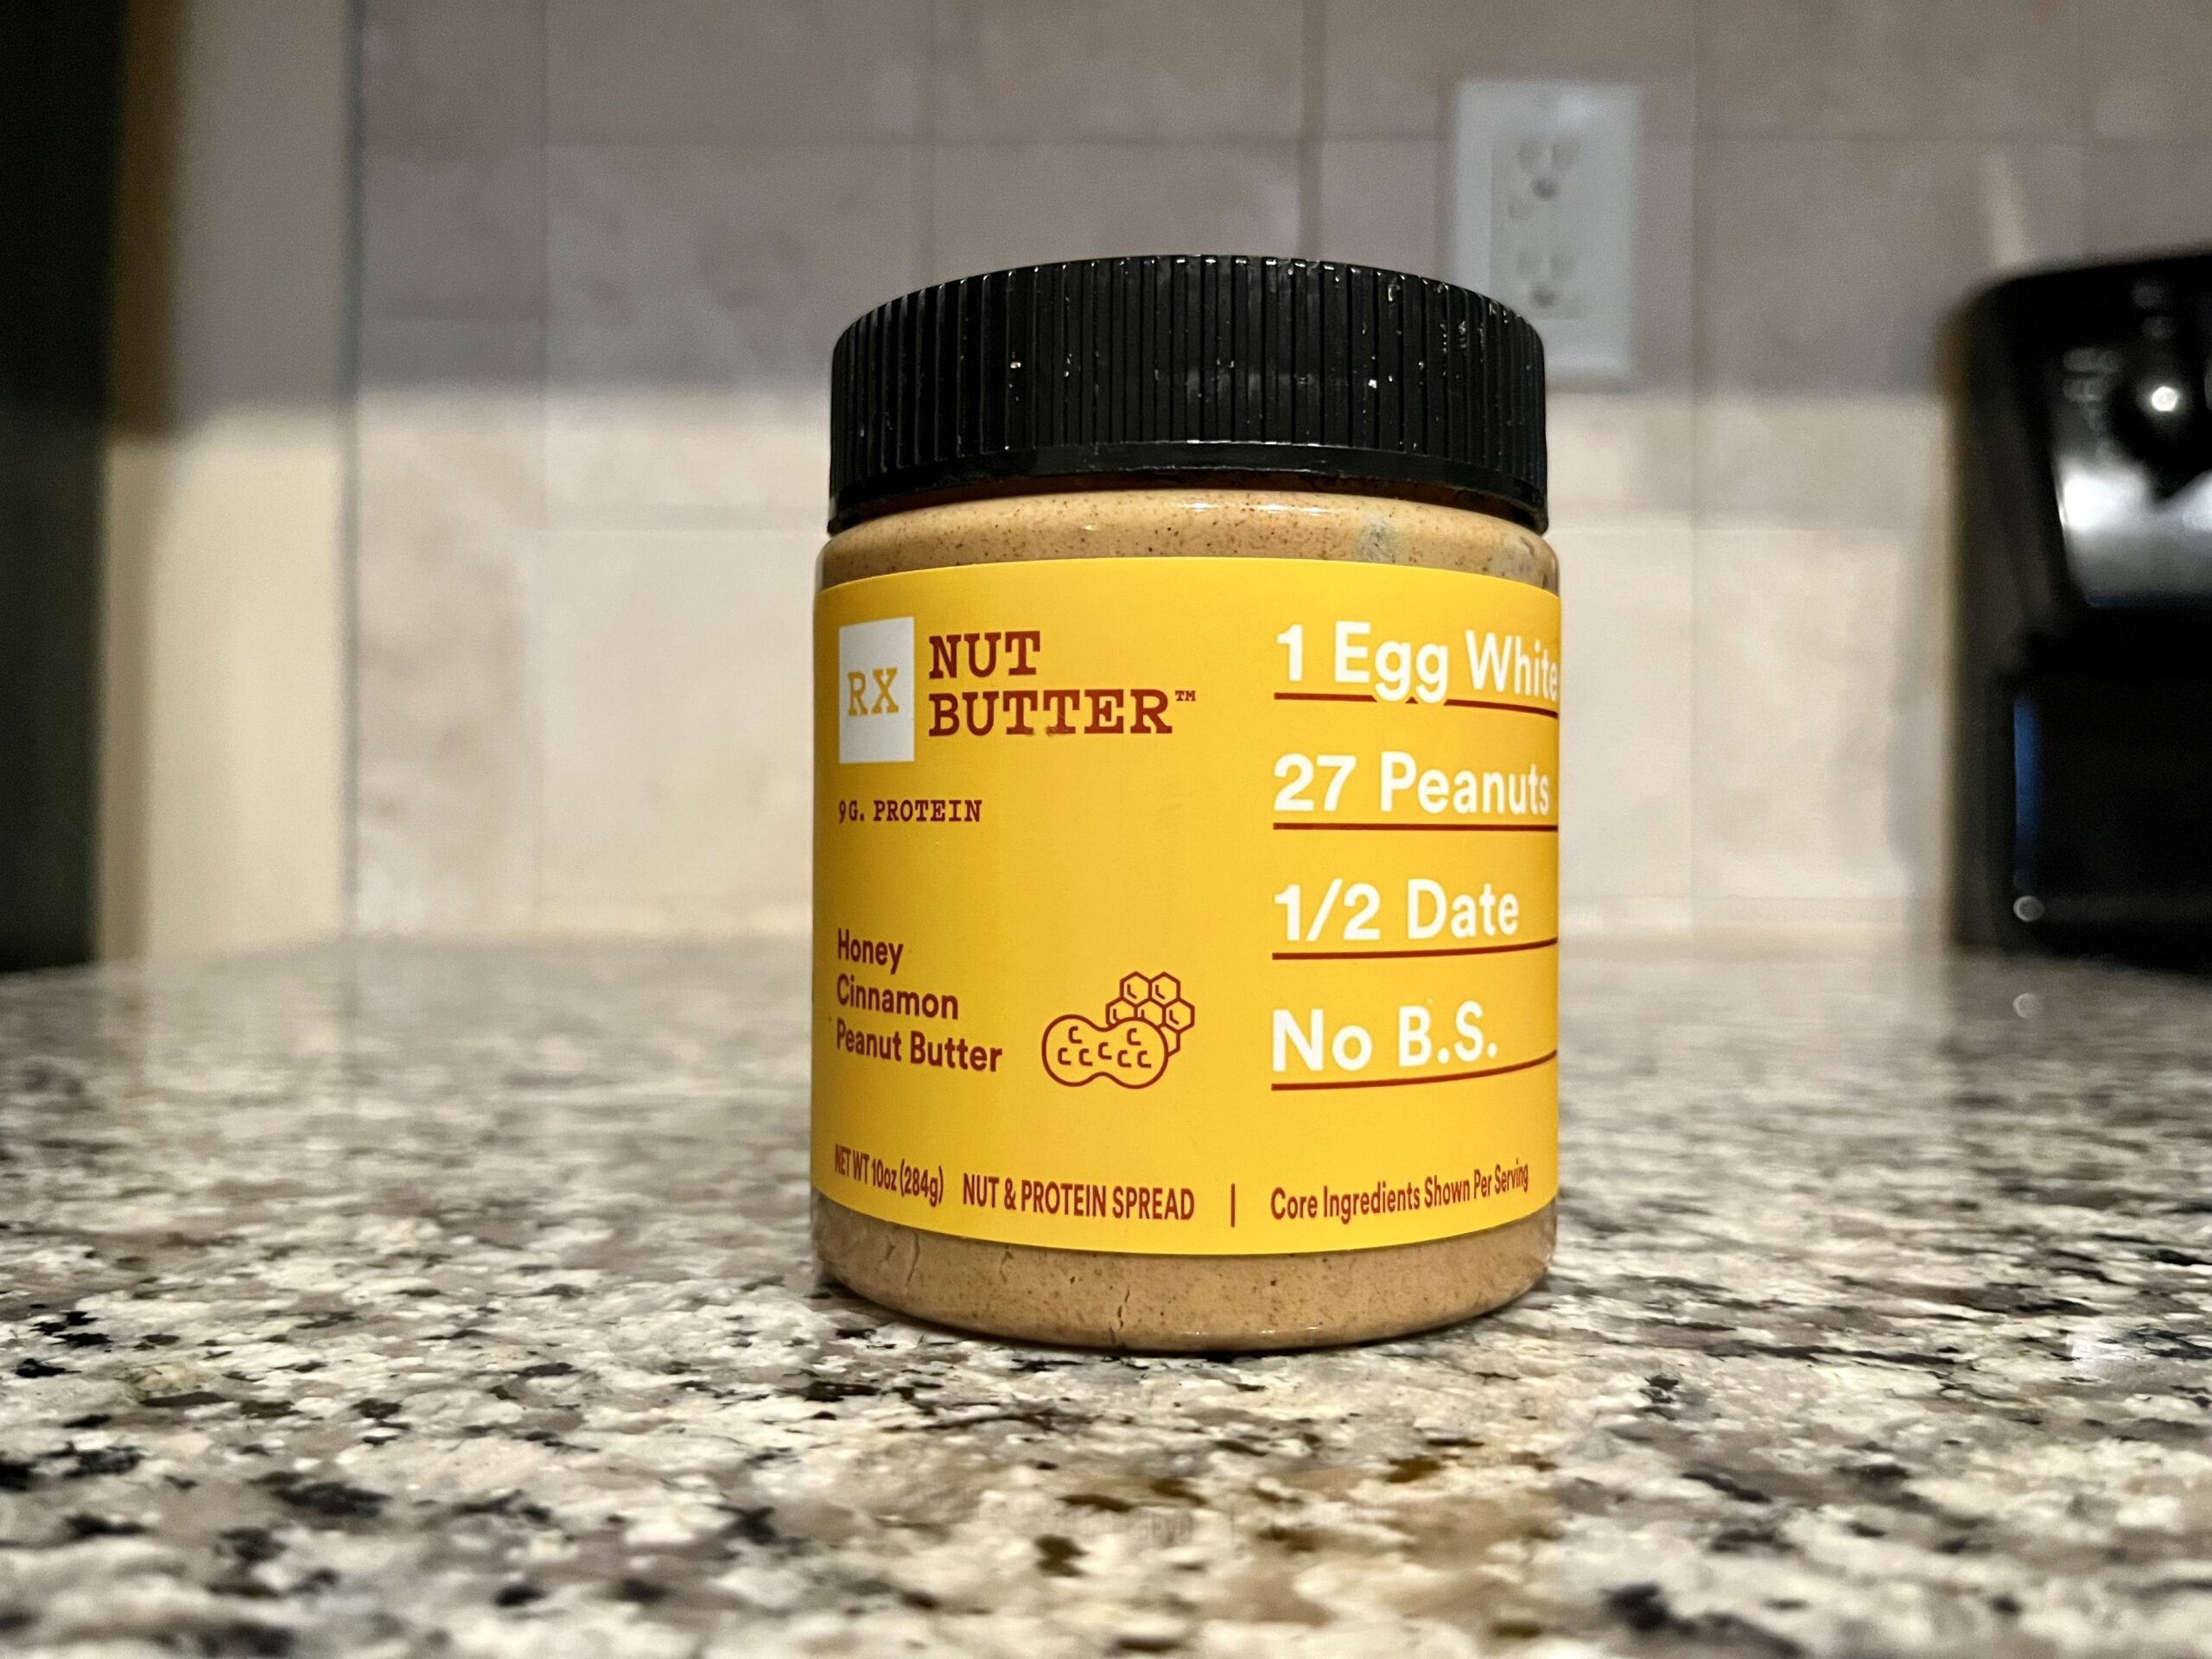 RX
NUT
BUTTER™
9G. PROTEIN
Honey
Cinnamon
Peanut Butter
NET WT 10oz (284g)
NUT & PROTEIN SPREAD | Core Ingredients Shown Per Serving
1 Egg White
27 Peanuts
1/2 Date
No B.S.